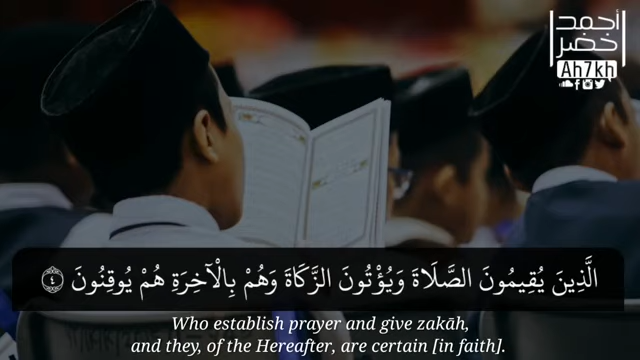 أحمد
خضر
Ah7kh
الَّذِينَ يُقِيمُونَ الصَّلَاةَ وَيُؤْتُونَ الزَّكَاةَ وَهُمْ بِالْآخِرَةِ هُمْ يُوقِنُونَ ٤
Who establish prayer and give zakāh,
and they, of the Hereafter, are certain [in faith].